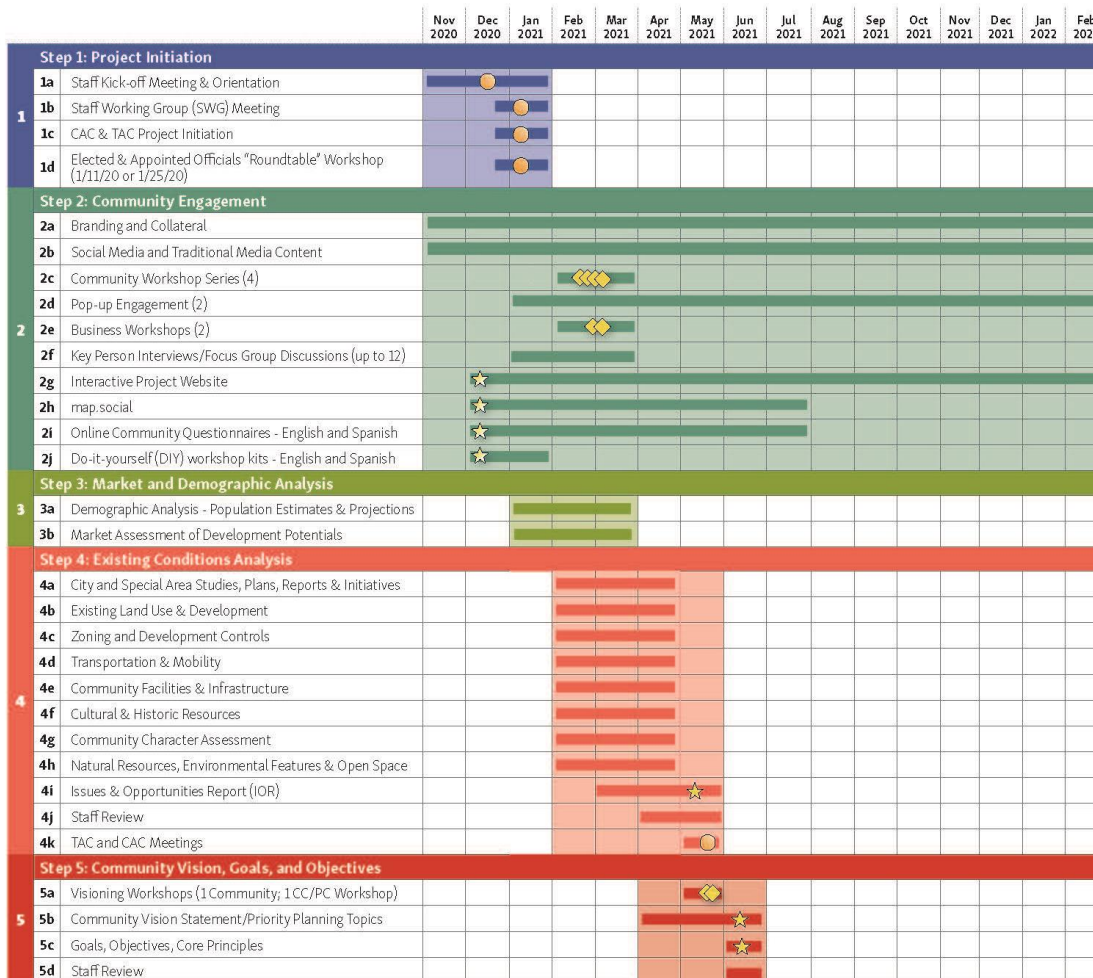 Nov 2020 Dec 2020 Jan 2021 Feb 2021 Mar 2021 Apr 2021 May 2021 Jun 2021 Jul 2021 Aug 2021 Sep 2021 Oct 2021 Nov 2021 Dec 2021 Jan 2022
1
Step 1: Project Initiation
1a Staff Kick-off Meeting & Orientation
1b Staff Working Group (SWG) Meeting
1c CAC & TAC Project Initiation
1d Elected & Appointed Officials "Roundtable" Workshop
(1/11/20 or 1/25/20)
2
Step 2: Community Engagement
2a Branding and Collateral
2b Social Media and Traditional Media Content
2c Community Workshop Series (4)
2d Pop-up Engagement (2)
2e Business Workshops (2)
2f Key Person Interviews/Focus Group Discussions (up to 12)
2g Interactive Project Website
2h map.social
2i Online Community Questionnaires - English and Spanish
2j Do-it-yourself (DIY) workshop kits - English and Spanish
3
Step 3: Market and Demographic Analysis
3a Demographic Analysis - Population Estimates & Projections
3b Market Assessment of Development Potentials
4
Step 4: Existing Conditions Analysis
4a City and Special Area Studies, Plans, Reports & Initiatives
4b Existing Land Use & Development
4c Zoning and Development Controls
4d Transportation & Mobility
4e Community Facilities & Infrastructure
4f Cultural & Historic Resources
4g Community Character Assessment
4h Natural Resources, Environmental Features & Open Space
4i Issues & Opportunities Report (IOR)
4j Staff Review
4k TAC and CAC Meetings
5
Step 5: Community Vision, Goals, and Objectives
5a Visioning Workshops (1 Community; 1 CC/PC Workshop)
5b Community Vision Statement/Priority Planning Topics
5c Goals, Objectives, Core Principles
5d Staff Review